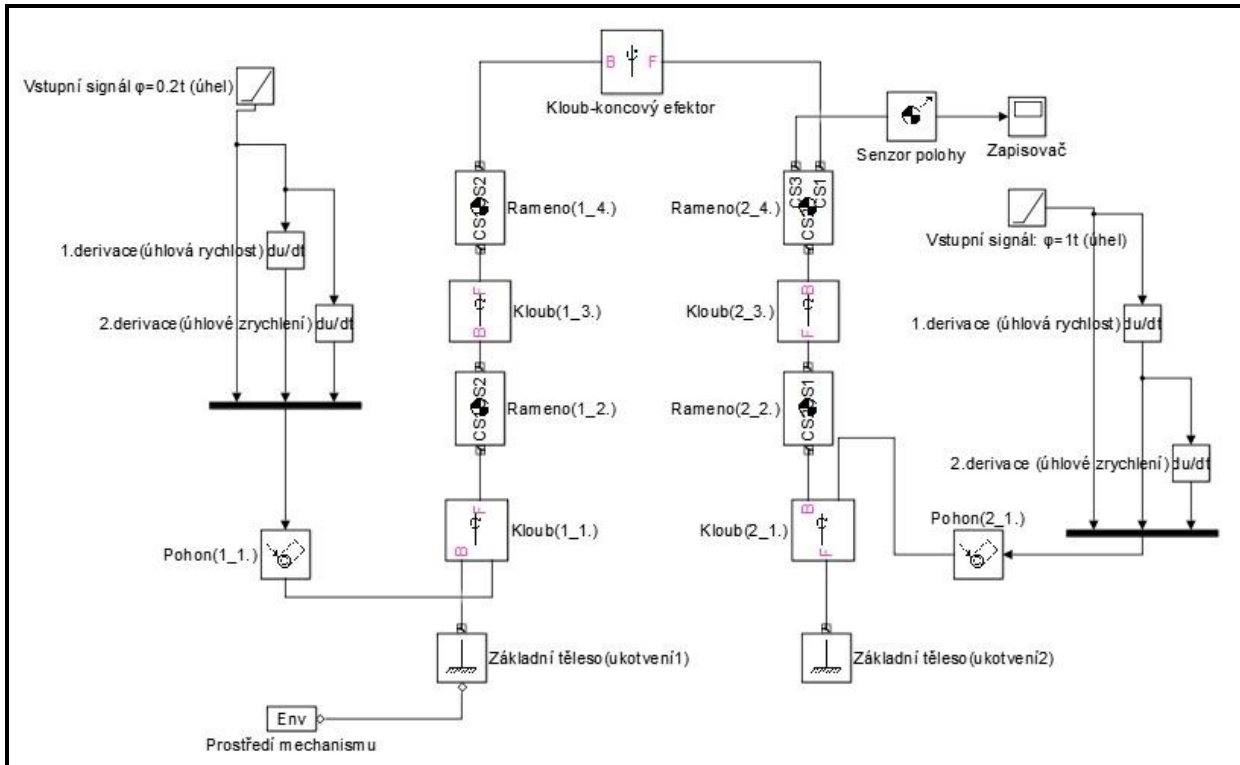 B F
Kloub-koncový efektor
Vstupní signál φ=0.2t (úhel)
Senzor polohy
Zapisovač
CS1 CS2
Rameno(1_4.)
Rameno(2_4.)
CS3 CS1
CS2
Vstupní signál: φ=1t (úhel)
1.derivace(úhlová rychlost) du/dt
F
B
Kloub(1_3.)
Kloub(2_3.)
B
F
2.derivace(úhlové zrychlení) du/dt
1.derivace (úhlová rychlost) du/dt
CS1 CS2
Rameno(1_2.)
Rameno(2_2.)
CS1
2.derivace (úhlové zrychlení) du/dt
F
B
Kloub(1_1.)
Kloub(2_1.)
B
F
Pohon(2_1.)
Pohon(1_1.)
Základní těleso(ukotvení1)
Základní těleso(ukotvení2)
Env
Prostředí mechanismu